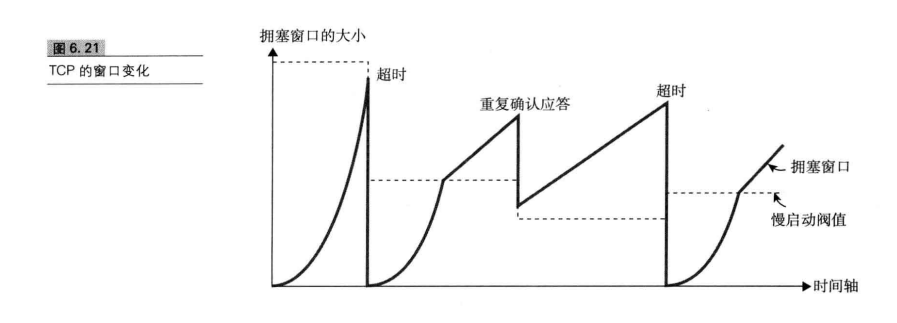 图 6.21
TCP 的窗口变化
拥塞窗口的大小
超时
重复确认应答
超时
拥塞窗口
慢启动阀值
时间轴